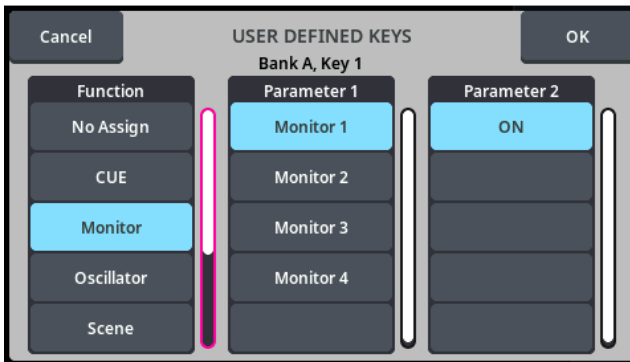 Cancel
USER DEFINED KEYS
OK
Bank A, Key 1
Function
Parameter 1
Parameter 2
No Assign
Monitor 1
ON
CUE
Monitor 2
Monitor
Monitor 3
Oscillator
Monitor 4
Scene